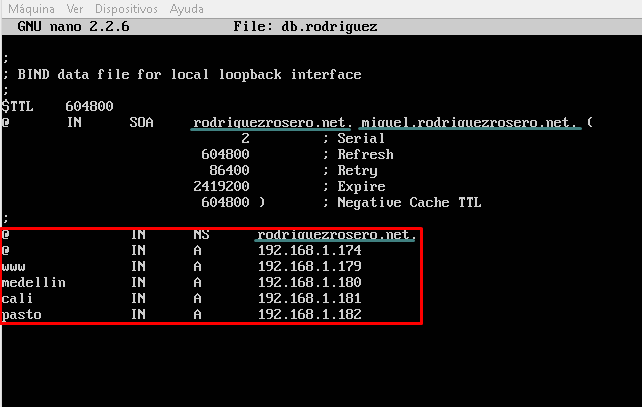 Máquina Ver Dispositivos Ayuda
GNU nano 2.2.6 File: db.rodriguez
;
; BIND data file for local loopback interface
;
$TTL 604800
@ IN SOA rodriguezrosero.net. miguel.rodriguezrosero.net. (
2 ; Serial
604800 ; Refresh
86400 ; Retry
2419200 ; Expire
604800 ) ; Negative Cache TTL
;
@ IN NS rodriguezrosero.net.
@ IN A 192.168.1.174
www IN A 192.168.1.179
medellin IN A 192.168.1.180
cali IN A 192.168.1.181
pasto IN A 192.168.1.182